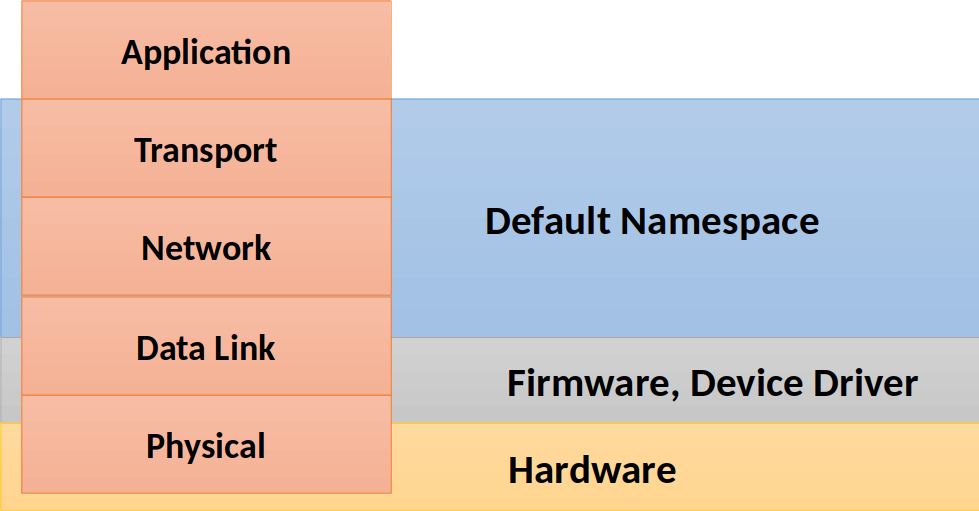 Application
Transport
Network
Data Link
Physical
Default Namespace
Firmware, Device Driver
Hardware